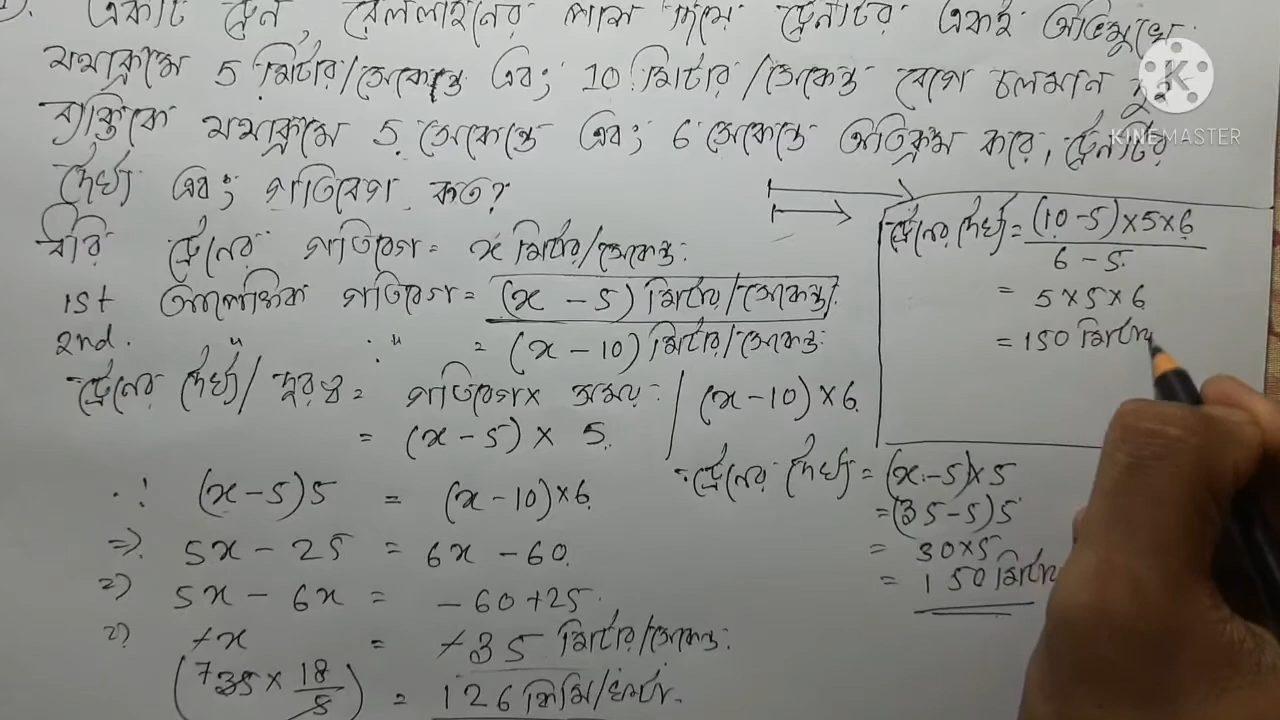 একটি ট্রেন, রেললাইনের পাশ দিয়ে ট্রেনটির একই অভিমুখে
যথাক্রমে 5 মিটার/সেকেন্ড এবং 10 মিটার/সেকেন্ড বেগে চলমান দুই
ব্যক্তিকে যথাক্রমে 5 সেকেন্ডে এবং 6 সেকেন্ডে অতিক্রম করে। ট্রেনটির
দৈর্ঘ্য এবং গতিবেগ কত?
ধরি ট্রেনের গতিবেগ = x মিটার/সেকেন্ড
1st আপেক্ষিক গতিবেগ = (x - 5) মিটার/সেকেন্ড
2nd. " " = (x - 10) মিটার/সেকেন্ড
ট্রেনের দৈর্ঘ্য/দূরত্ব = গতিবেগ × সময় | (x - 10) × 6
= (x - 5) × 5
∴ (x - 5)5 = (x - 10) × 6
⇒ 5x - 25 = 6x - 60
⇒ 5x - 6x = -60 + 25
⇒ +x = +35 মিটার/সেকেন্ড
(7 35 × 18/5) = 126 কিমি/ঘন্টা
∴ ট্রেনের দৈর্ঘ্য = (x - 5) × 5
= (35 - 5)5
= 30 × 5
= 150 মিটার
ট্রেনের দৈর্ঘ্য = (10 - 5) × 5 × 6
6 - 5
= 5 × 5 × 6
= 150 মিটার
K
KINEMASTER